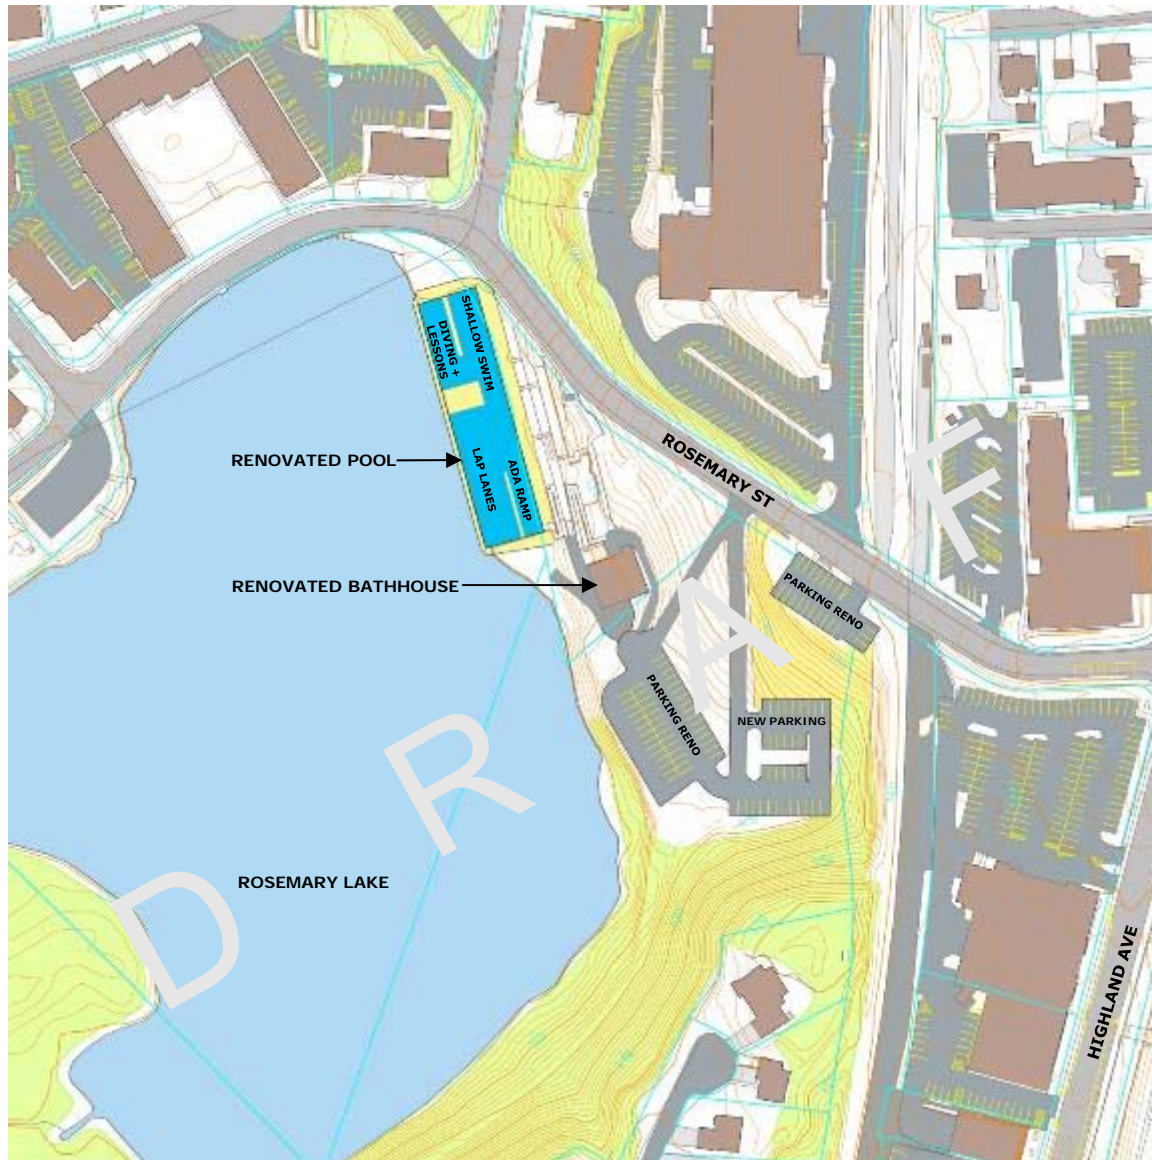 SHALLOW SWIM
DIVING +
LESSONS
RENOVATED POOL
LAP LANES
ADA RAMP
ROSEMARY ST
RENOVATED BATHHOUSE
PARKING RENO
PARKING RENO
NEW PARKING
ROSEMARY LAKE
HIGHLAND AVE
DRAF